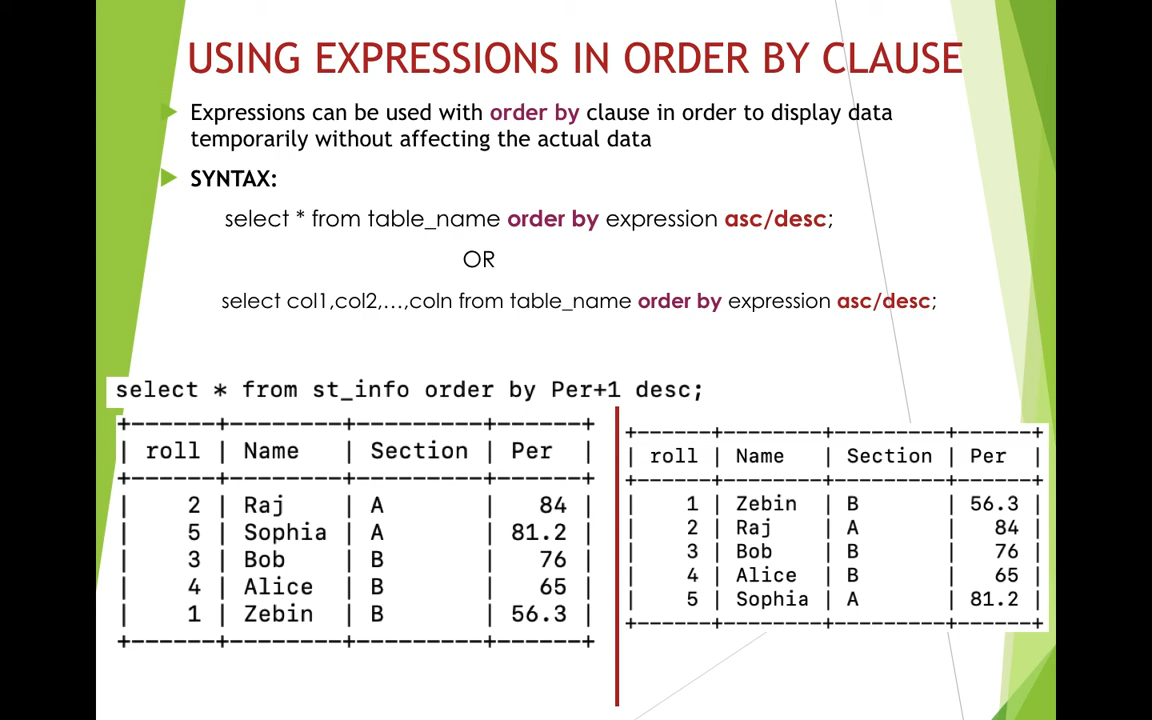 USING EXPRESSIONS IN ORDER BY CLAUSE
Expressions can be used with order by clause in order to display data
temporarily without affecting the actual data
SYNTAX:
select * from table_name order by expression asc/desc;
OR
select col1,col2,…,coln from table_name order by expression asc/desc;
select * from st_info order by Per+1 desc;
+------+--------+---------+------+
| roll | Name | Section | Per |
+------+--------+---------+------+
| 2 | Raj | A | 84 |
| 5 | Sophia | A | 81.2 |
| 3 | Bob | B | 76 |
| 4 | Alice | B | 65 |
| 1 | Zebin | B | 56.3 |
+------+--------+---------+------+
+------+--------+---------+------+
| roll | Name | Section | Per |
+------+--------+---------+------+
| 1 | Zebin | B | 56.3 |
| 2 | Raj | A | 84 |
| 3 | Bob | B | 76 |
| 4 | Alice | B | 65 |
| 5 | Sophia | A | 81.2 |
+------+--------+---------+------+